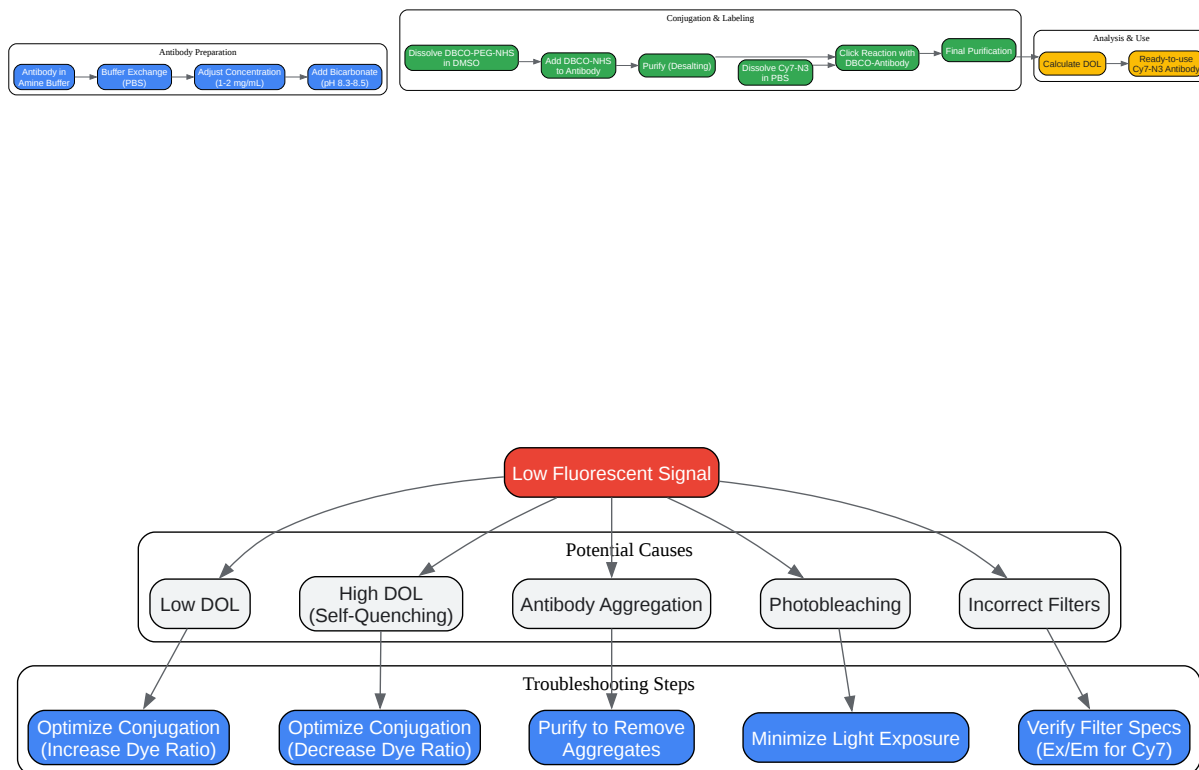 Antibody Preparation
Antibody in
Amine Buffer
Buffer Exchange
(PBS)
Adjust Concentration
(1-2 mg/mL)
Add Bicarbonate
(pH 8.3-8.5)
Conjugation & Labeling
Dissolve DBCO-PEG-NHS
in DMSO
Add DBCO-NHS
to Antibody
Purify (Desalting)
Dissolve Cy7-N3
in PBS
Click Reaction with
DBCO-Antibody
Final Purification
Analysis & Use
Calculate DOL
Ready-to-use
Cy7-N3 Antibody
Low Fluorescent Signal
Potential Causes
Low DOL
High DOL
(Self-Quenching)
Antibody Aggregation
Photobleaching
Incorrect Filters
Troubleshooting Steps
Optimize Conjugation
(Increase Dye Ratio)
Optimize Conjugation
(Decrease Dye Ratio)
Purify to Remove
Aggregates
Minimize Light Exposure
Verify Filter Specs
(Ex/Em for Cy7)